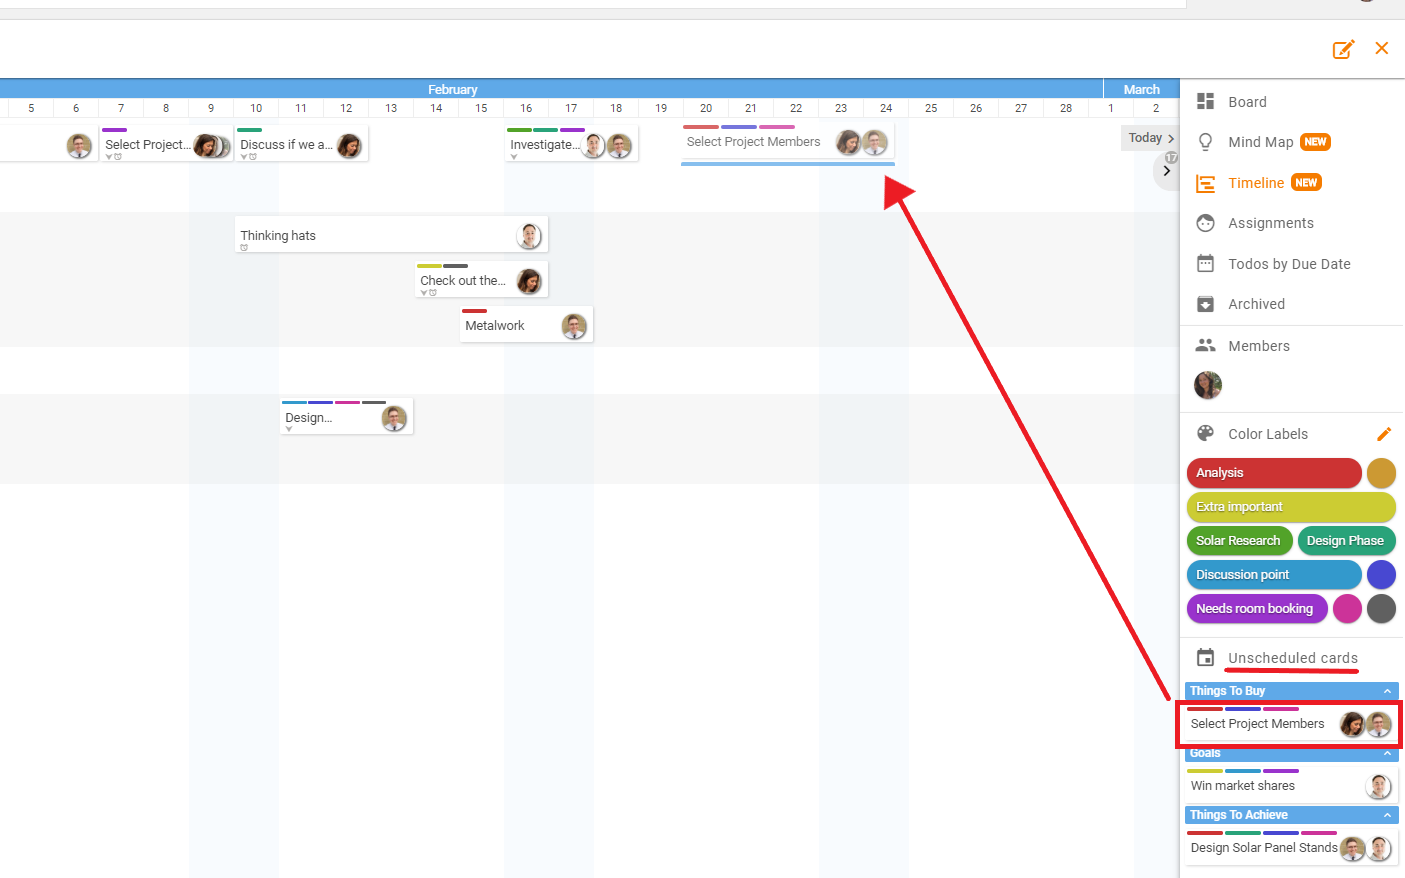 February
March
5 6 7 8 9 10 11 12 13 14 15 16 17 18 19 20 21 22 23 24 25 26 27 28 1 2
Select Project...
Discuss if we a...
Investigate...
Select Project Members
Today
17
Thinking hats
Check out the...
Metalwork
Design...
Board
Mind Map NEW
Timeline NEW
Assignments
Todos by Due Date
Archived
Members
Color Labels
Analysis
Extra important
Solar Research Design Phase
Discussion point
Needs room booking
Unscheduled cards
Things To Buy
Select Project Members
Goals
Win market shares
Things To Achieve
Design Solar Panel Stands